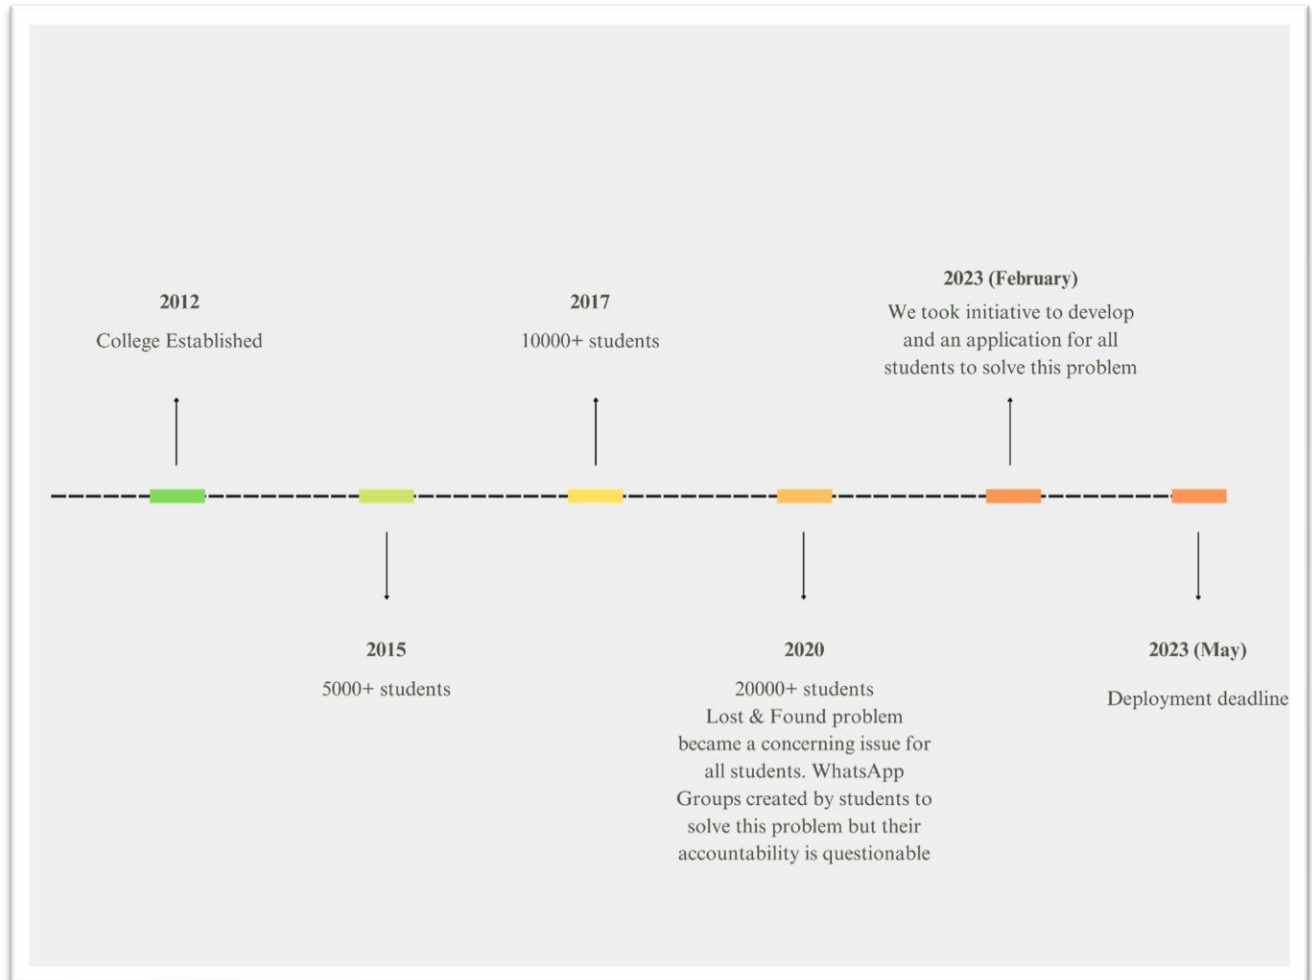 2012
College Established
2015
5000+ students
2017
10000+ students
2020
20000+ students
Lost & Found problem
became a concerning issue for
all students. WhatsApp
Groups created by students to
solve this problem but their
accountability is questionable
2023 (February)
We took initiative to develop
and an application for all
students to solve this problem
2023 (May)
Deployment deadline